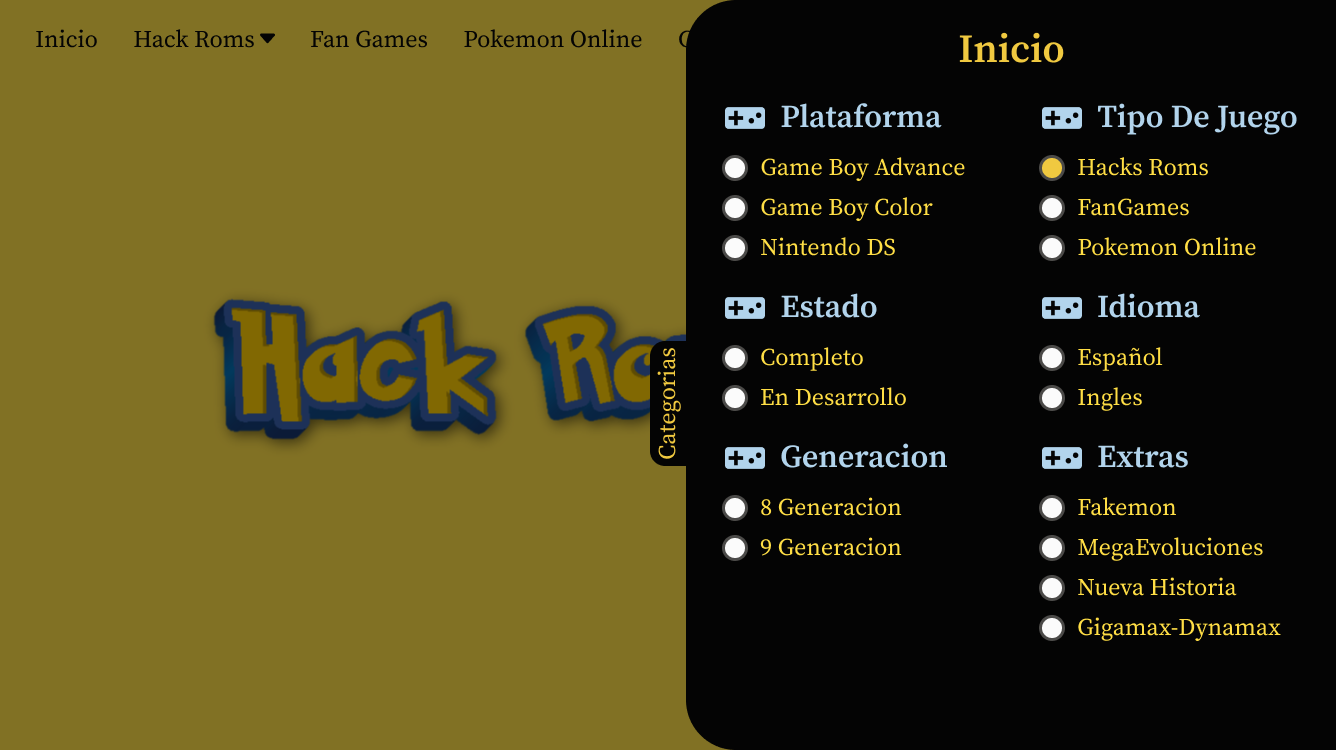 Inicio
Hack Roms
Fan Games
Pokemon Online
Hack
Categorias
Inicio
Plataforma
Game Boy Advance
Game Boy Color
Nintendo DS
Tipo De Juego
Hacks Roms
FanGames
Pokemon Online
Estado
Completo
En Desarrollo
Idioma
Español
Ingles
Generacion
8 Generacion
9 Generacion
Extras
Fakemon
MegaEvoluciones
Nueva Historia
Gigamax-Dynamax